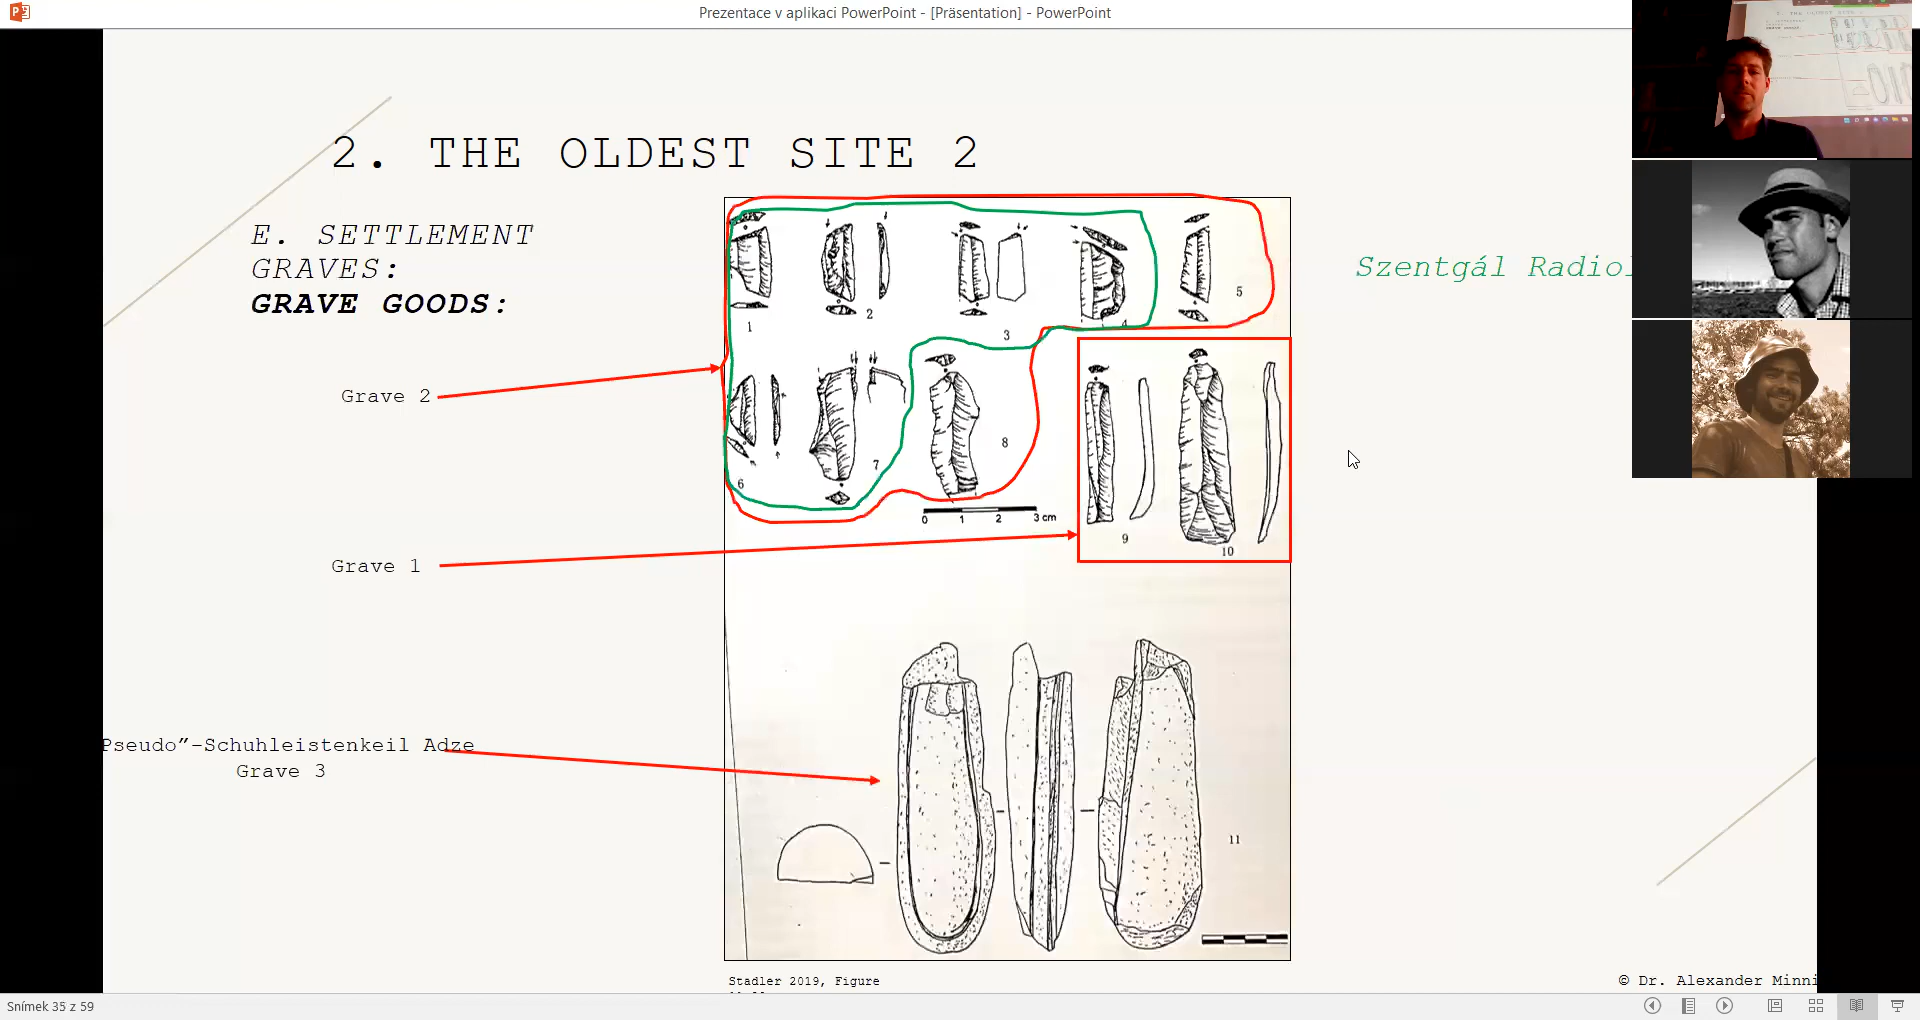 Prezentace v aplikaci PowerPoint - [Präsentation] - PowerPoint
2. THE OLDEST SITE 2
E. SETTLEMENT
GRAVES:
GRAVE GOODS:
Szentgál Radiol
1
2
3
4
5
Grave 2
6
7
8
0 1 2 3 cm
9
10
Grave 1
Pseudo”-Schuhleistenkeil Adze
Grave 3
11
Stadler 2019, Figure
© Dr. Alexander Minni
Snímek 35 z 59